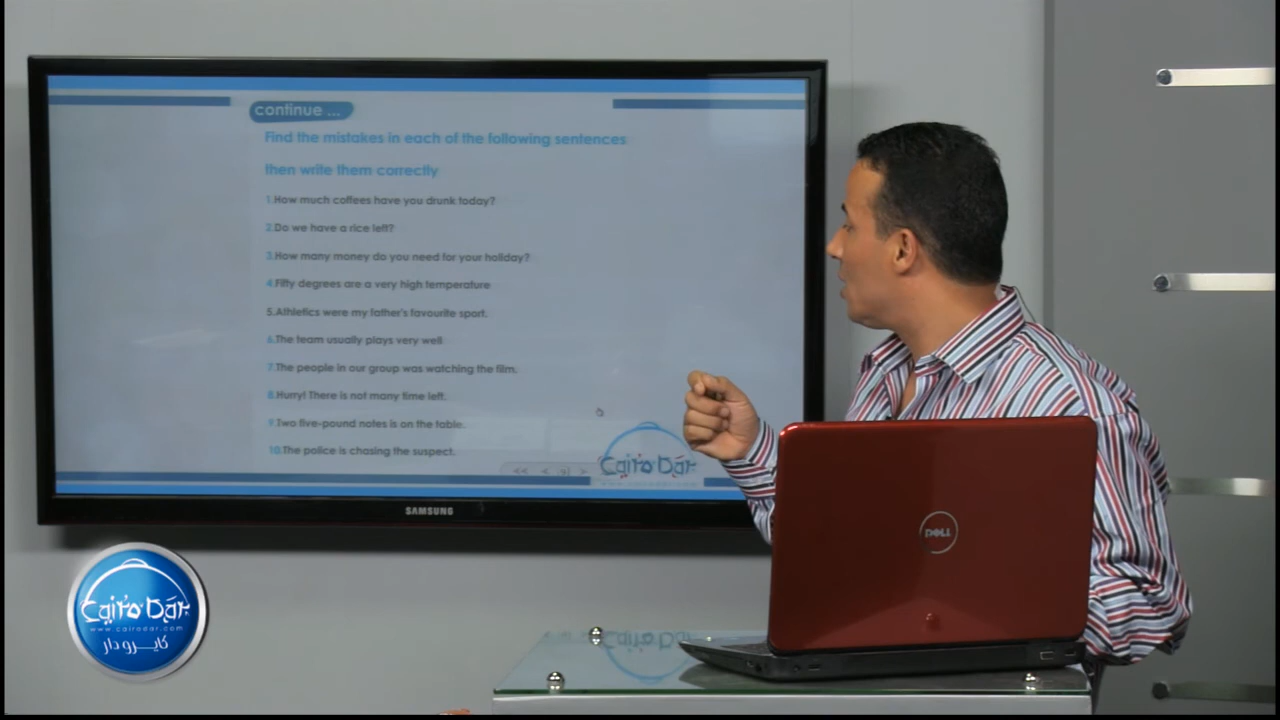 continue ...
Find the mistakes in each of the following sentences
then write them correctly
1.How much coffees have you drunk today?
2.Do we have a rice left?
3.How many money do you need for your holiday?
4.Fifty degrees are a very high temperature
5.Athletics were my father's favourite sport.
6.The team usually plays very well
7.The people in our group was watching the film.
8.Hurry! There is not many time left.
9.Two five-pound notes is on the table.
10.The police is chasing the suspect.
<< < >
Cairo Dar
SAMSUNG
DELL
Cairo Dar
www.cairodar.com
كايرو دار